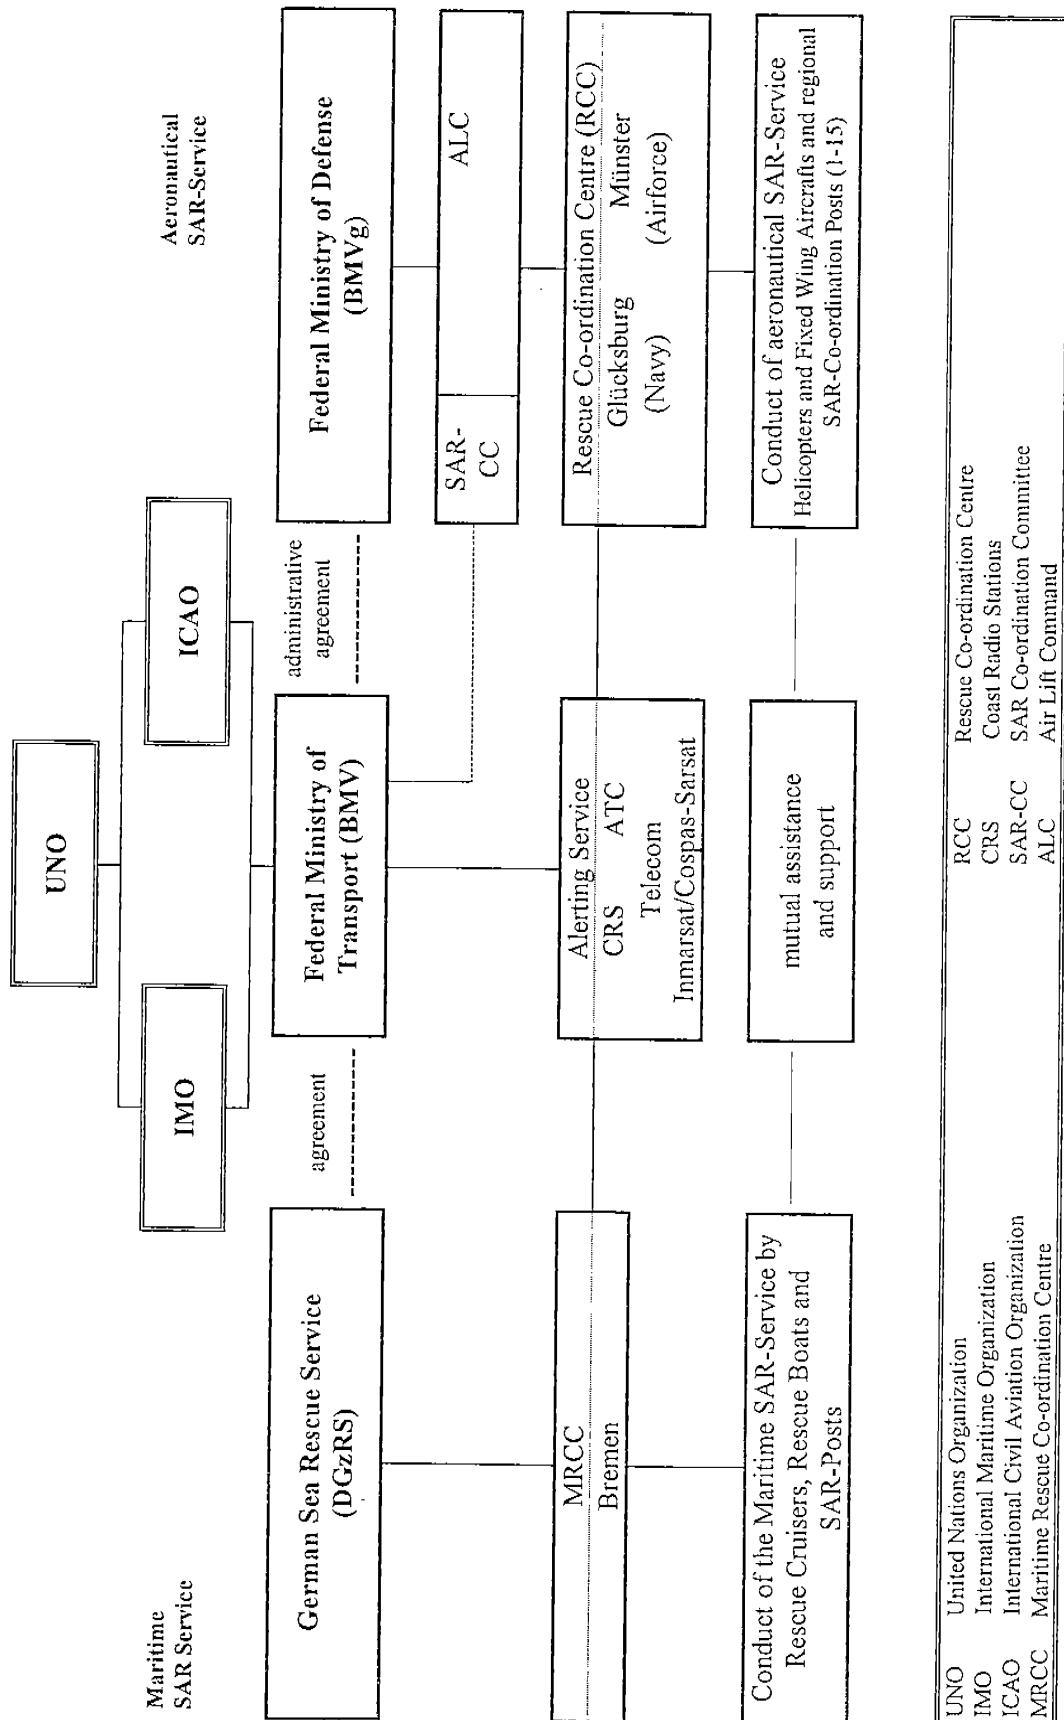 UNO
IMO
ICAO
Maritime
SAR Service
Aeronautical
SAR-Service
German Sea Rescue Service
(DGzRS)
agreement
Federal Ministry of
Transport (BMV)
administrative
agreement
Federal Ministry of Defense
(BMVg)
SAR-
CC
ALC
MRCC
Bremen
Alerting Service
CRS ATC
Telecom
Inmarsat/Cospas-Sarsat
Rescue Co-ordination Centre (RCC)
Glücksburg Münster
(Navy) (Airforce)
Conduct of the Maritime SAR-Service by
Rescue Cruisers, Rescue Boats and
SAR-Posts
mutual assistance
and support
Conduct of aeronautical SAR-Service
Helicopters and Fixed Wing Aircrafts and regional
SAR-Co-ordination Posts (1-15)
UNO United Nations Organization
IMO International Maritime Organization
ICAO International Civil Aviation Organization
MRCC Maritime Rescue Co-ordination Centre
RCC Rescue Co-ordination Centre
CRS Coast Radio Stations
SAR-CC SAR Co-ordination Committee
ALC Air Lift Command